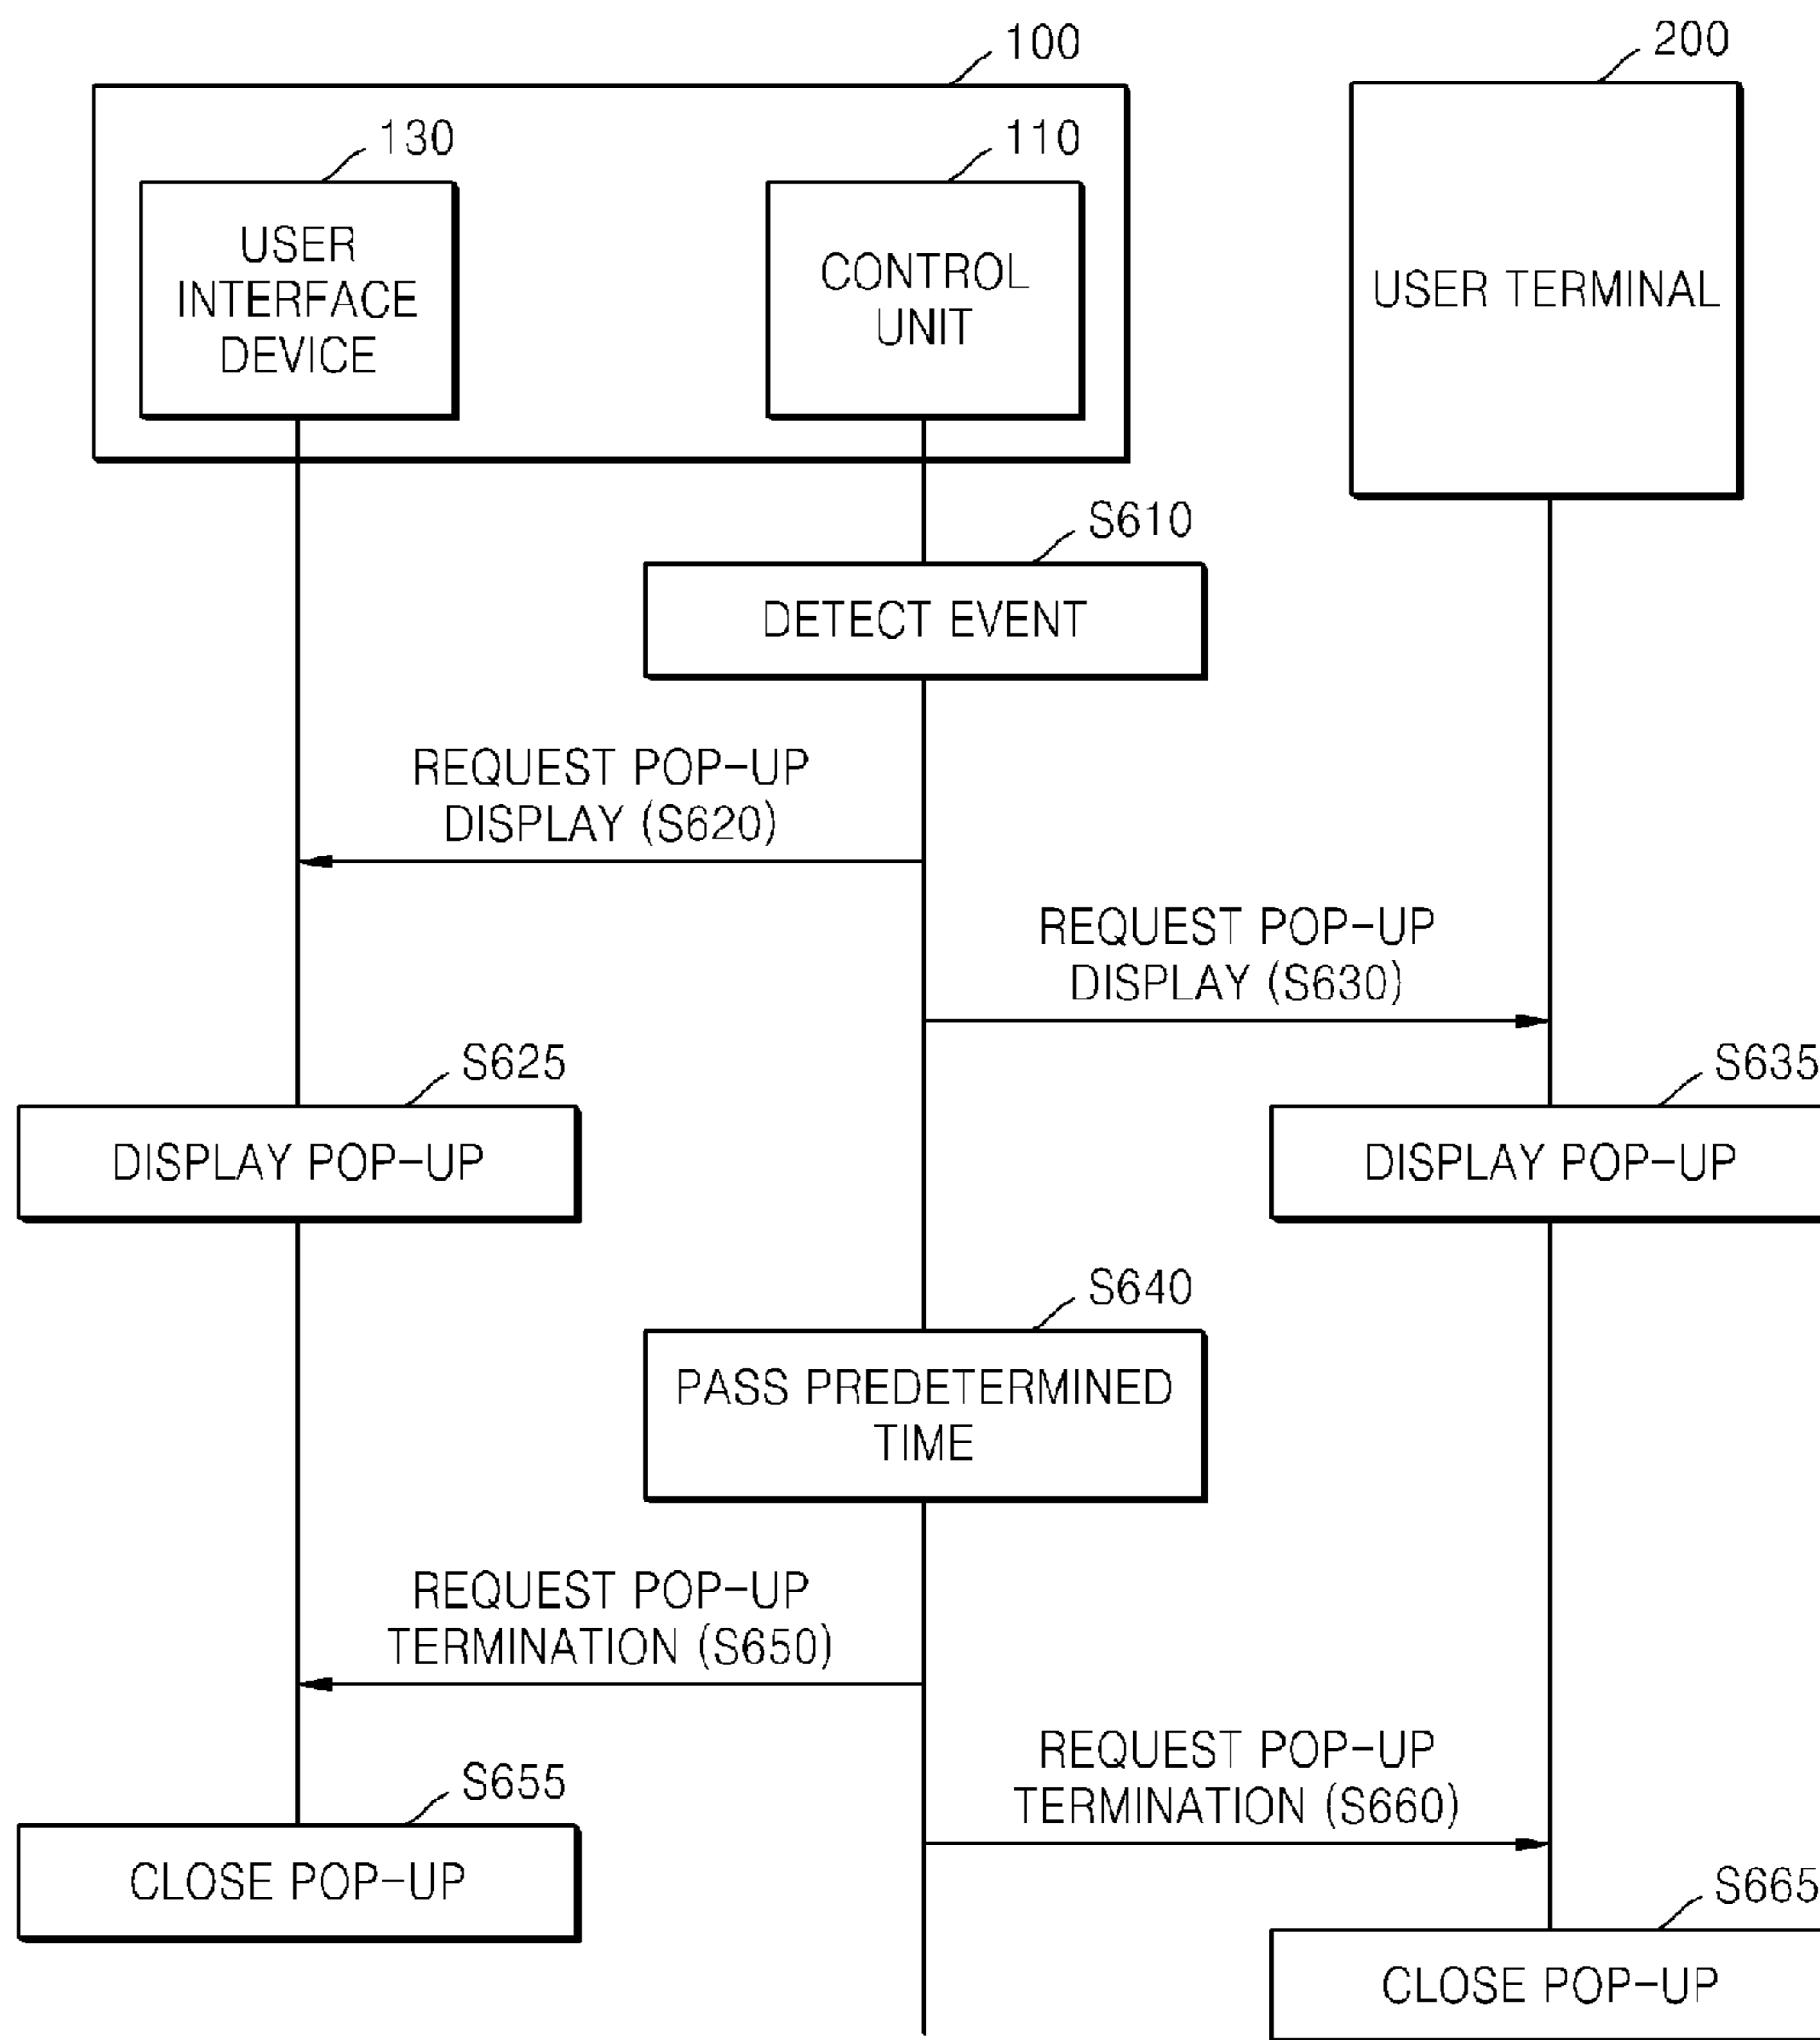 100
200
130
110
USER
INTERFACE
DEVICE
CONTROL
UNIT
USER TERMINAL
S610
DETECT EVENT
REQUEST POP-UP
DISPLAY (S620)
REQUEST POP-UP
DISPLAY (S630)
S625
S635
DISPLAY POP-UP
DISPLAY POP-UP
S640
PASS PREDETERMINED
TIME
REQUEST POP-UP
TERMINATION (S650)
REQUEST POP-UP
TERMINATION (S660)
S655
CLOSE POP-UP
S665
CLOSE POP-UP